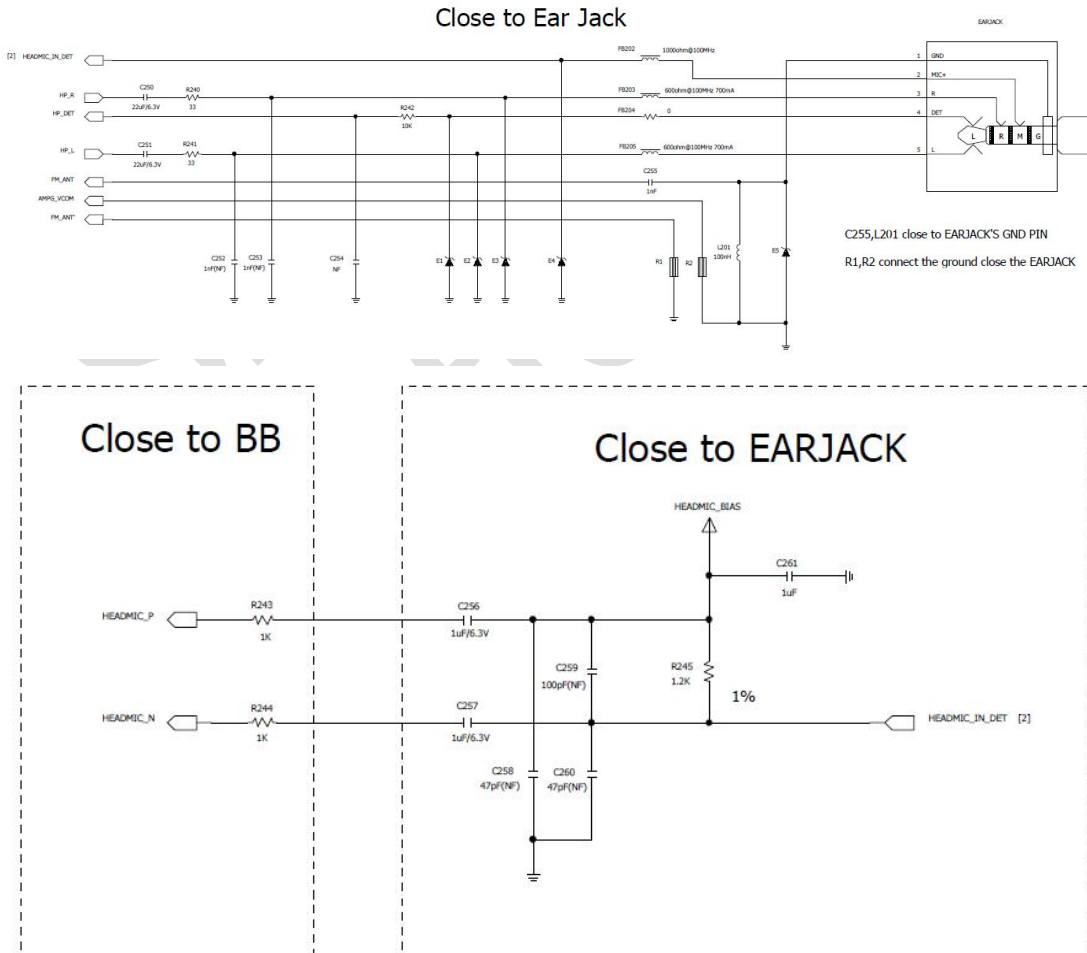 Close to Ear Jack
EARJACK
[2] HEADMIC_IN_DET
FB202
1000ohm@100MHz
1 GND
2 MIC+
HP_R
C250
22uF/6.3V
R240
33
FB203
600ohm@100MHz 700mA
3 R
HP_DET
R242
10K
FB204
0
4 DET
L R M G
HP_L
C251
22uF/6.3V
R241
33
FB205
600ohm@100MHz 700mA
5 L
FM_ANT
C255
1nF
AMPG_VCOM
FM_ANT
C252
1nF(NF)
C253
1nF(NF)
C254
NF
E1
E2
E3
E4
R1
R2
L201
100nH
E5
C255,L201 close to EARJACK'S GND PIN
R1,R2 connect the ground close the EARJACK
Close to BB
Close to EARJACK
HEADMIC_BIAS
C261
1uF
HEADMIC_P
R243
1K
C256
1uF/6.3V
C259
100pF(NF)
R245
1.2K
1%
HEADMIC_N
R244
1K
C257
1uF/6.3V
HEADMIC_IN_DET [2]
C258
47pF(NF)
C260
47pF(NF)